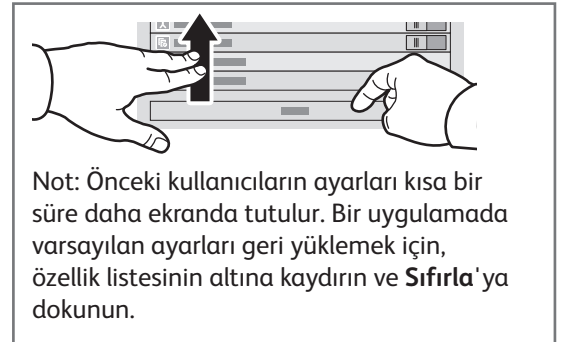 Not: Önceki kullanıcıların ayarları kısa bir
süre daha ekranda tutulur. Bir uygulamada
varsayılan ayarları geri yüklemek için,
özellik listesinin altına kaydırın ve Sıfırla'ya
dokunun.